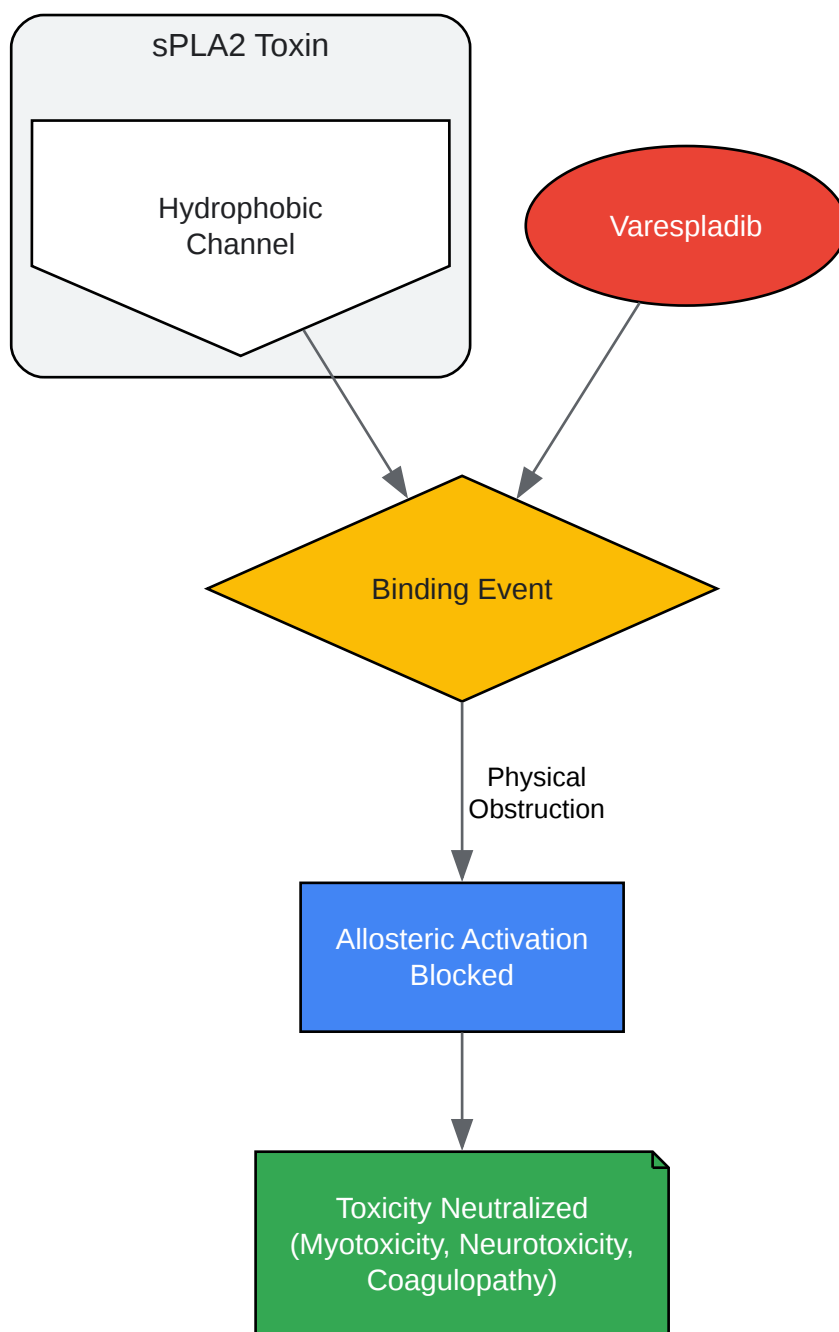 sPLA2 Toxin
Hydrophobic
Channel
Varespladib
Binding Event
Physical
Obstruction
Allosteric Activation
Blocked
Toxicity Neutralized
(Myotoxicity, Neurotoxicity,
Coagulopathy)